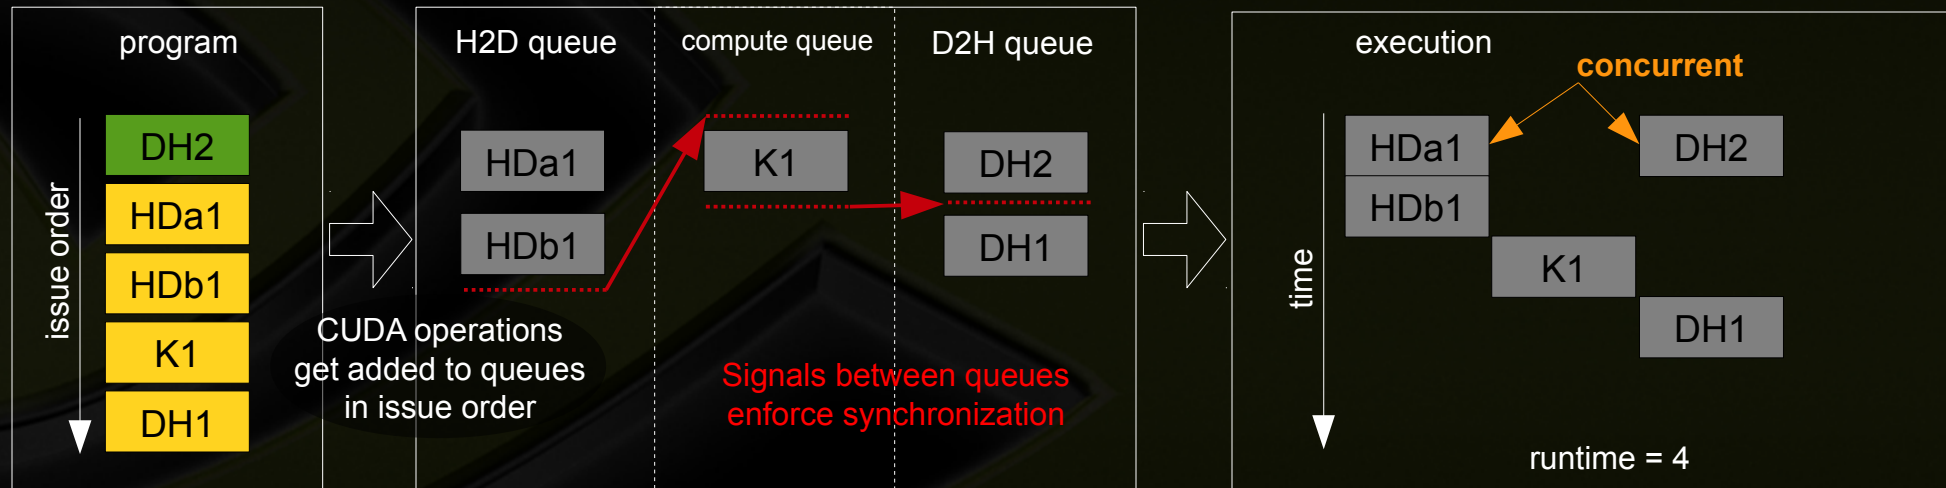 program
issue order
DH2
HDa1
HDb1
K1
DH1
H2D queue
compute queue
D2H queue
HDa1
HDb1
K1
DH2
DH1
CUDA operations
get added to queues
in issue order
Signals between queues
enforce synchronization
execution
concurrent
time
HDa1
DH2
HDb1
K1
DH1
runtime = 4